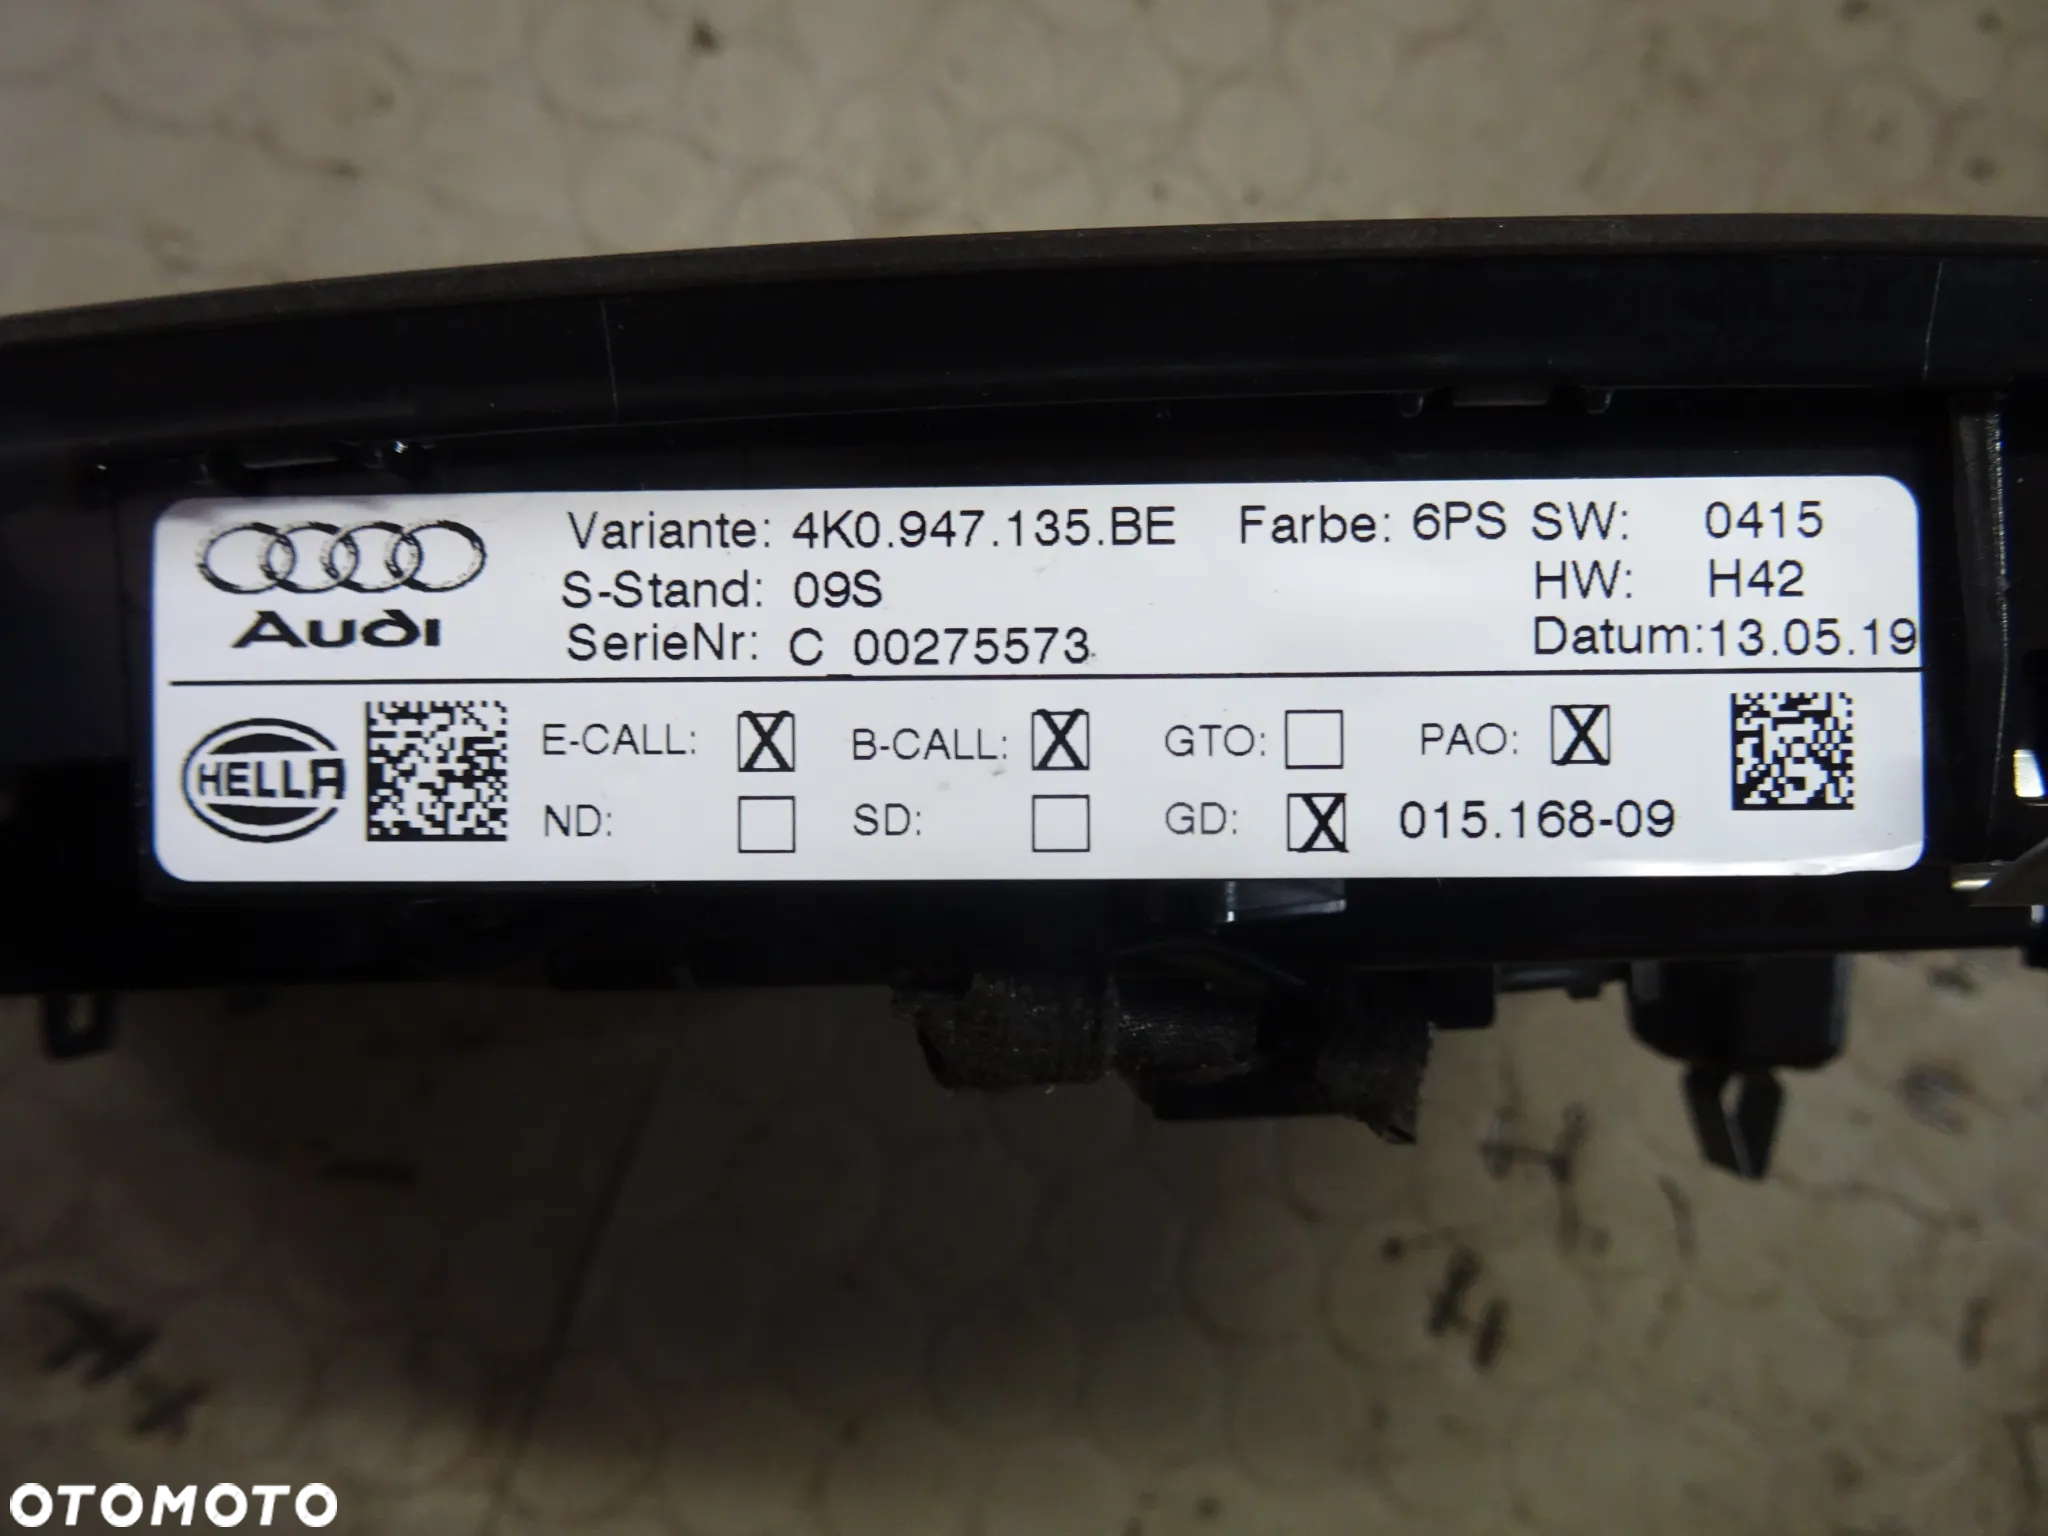 Audi
Variante: 4K0.947.135.BE Farbe: 6PS SW: 0415
S-Stand: 09S HW: H42
SerieNr: C 00275573 Datum:13.05.19
HELLA
E-CALL: X B-CALL: X GTO: PAO: X
ND: SD: GD: X 015.168-09
OTOMOTO